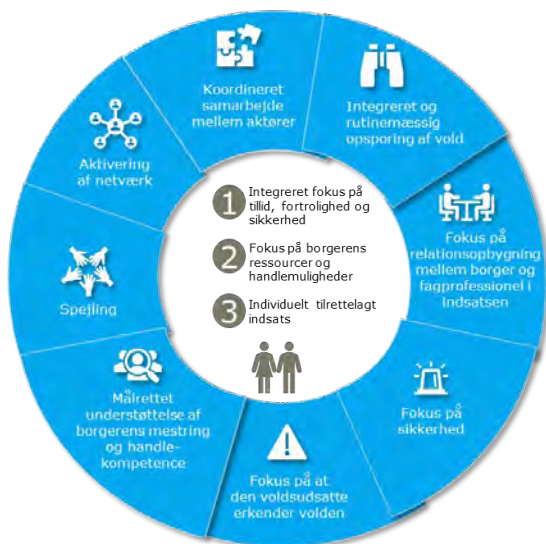 Koordineret
samarbejde
mellem aktører
Integreret og
rutinemæssig
opsporing af vold
Fokus på
relationsopbygning
mellem borger og
fagprofessionel i
indsatsen
Fokus på
sikkerhed
Fokus på at
den voldsudsatte
erkender volden
Målrettet
understøttelse af
borgerens mestring
og handle-
kompetence
Spejling
Aktivering
af netværk
1 Integreret fokus på
tillid, fortrolighed og
sikkerhed
2 Fokus på borgerens
ressourcer og
handlemuligheder
3 Individuelt tilrettelagt
indsats